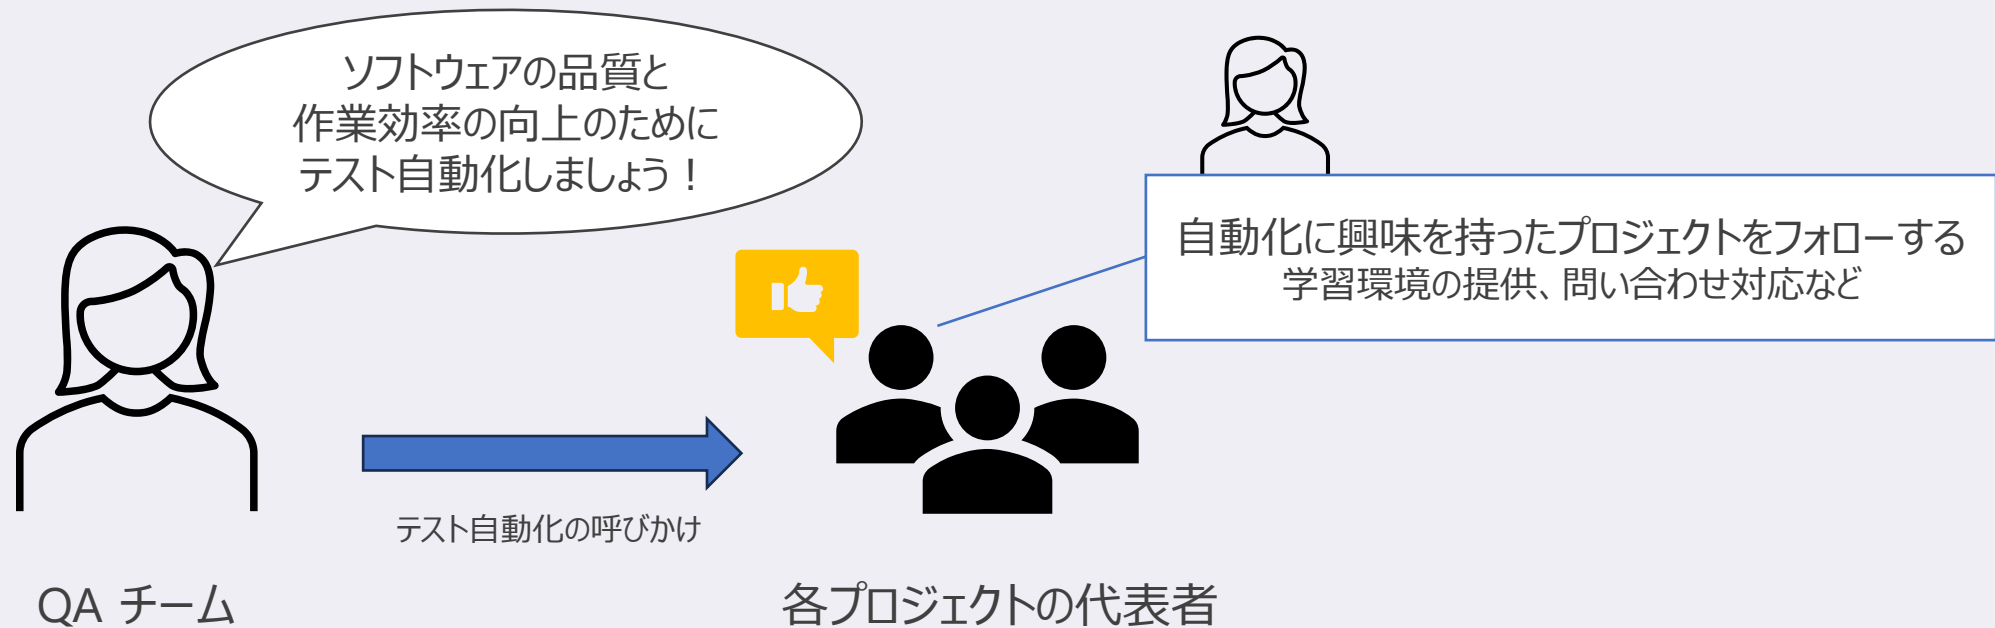 ソフトウェアの品質と
作業効率の向上のために
テスト自動化しましょう！
自動化に興味を持ったプロジェクトをフォローする
学習環境の提供、問い合わせ対応など
テスト自動化の呼びかけ
QA チーム
各プロジェクトの代表者